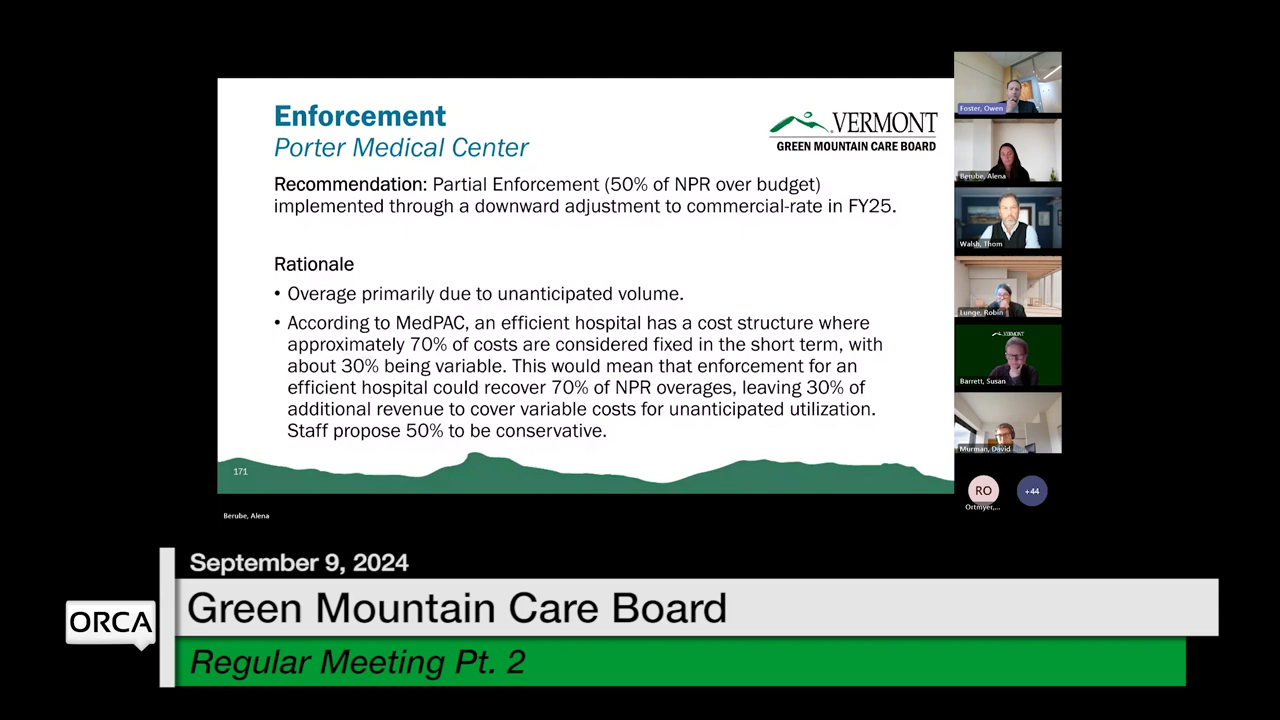 Enforcement
Porter Medical Center
VERMONT
GREEN MOUNTAIN CARE BOARD
Recommendation: Partial Enforcement (50% of NPR over budget)
implemented through a downward adjustment to commercial-rate in FY25.
Rationale
• Overage primarily due to unanticipated volume.
• According to MedPAC, an efficient hospital has a cost structure where
approximately 70% of costs are considered fixed in the short term, with
about 30% being variable. This would mean that enforcement for an
efficient hospital could recover 70% of NPR overages, leaving 30% of
additional revenue to cover variable costs for unanticipated utilization.
Staff propose 50% to be conservative.
171
Foster, Owen
Berube, Alena
Walsh, Thom
Lunge, Robin
VERMONT
Barrett, Susan
Murman, David
RO
+44
Ortmyer,...
Berube, Alena
September 9, 2024
ORCA
Green Mountain Care Board
Regular Meeting Pt. 2